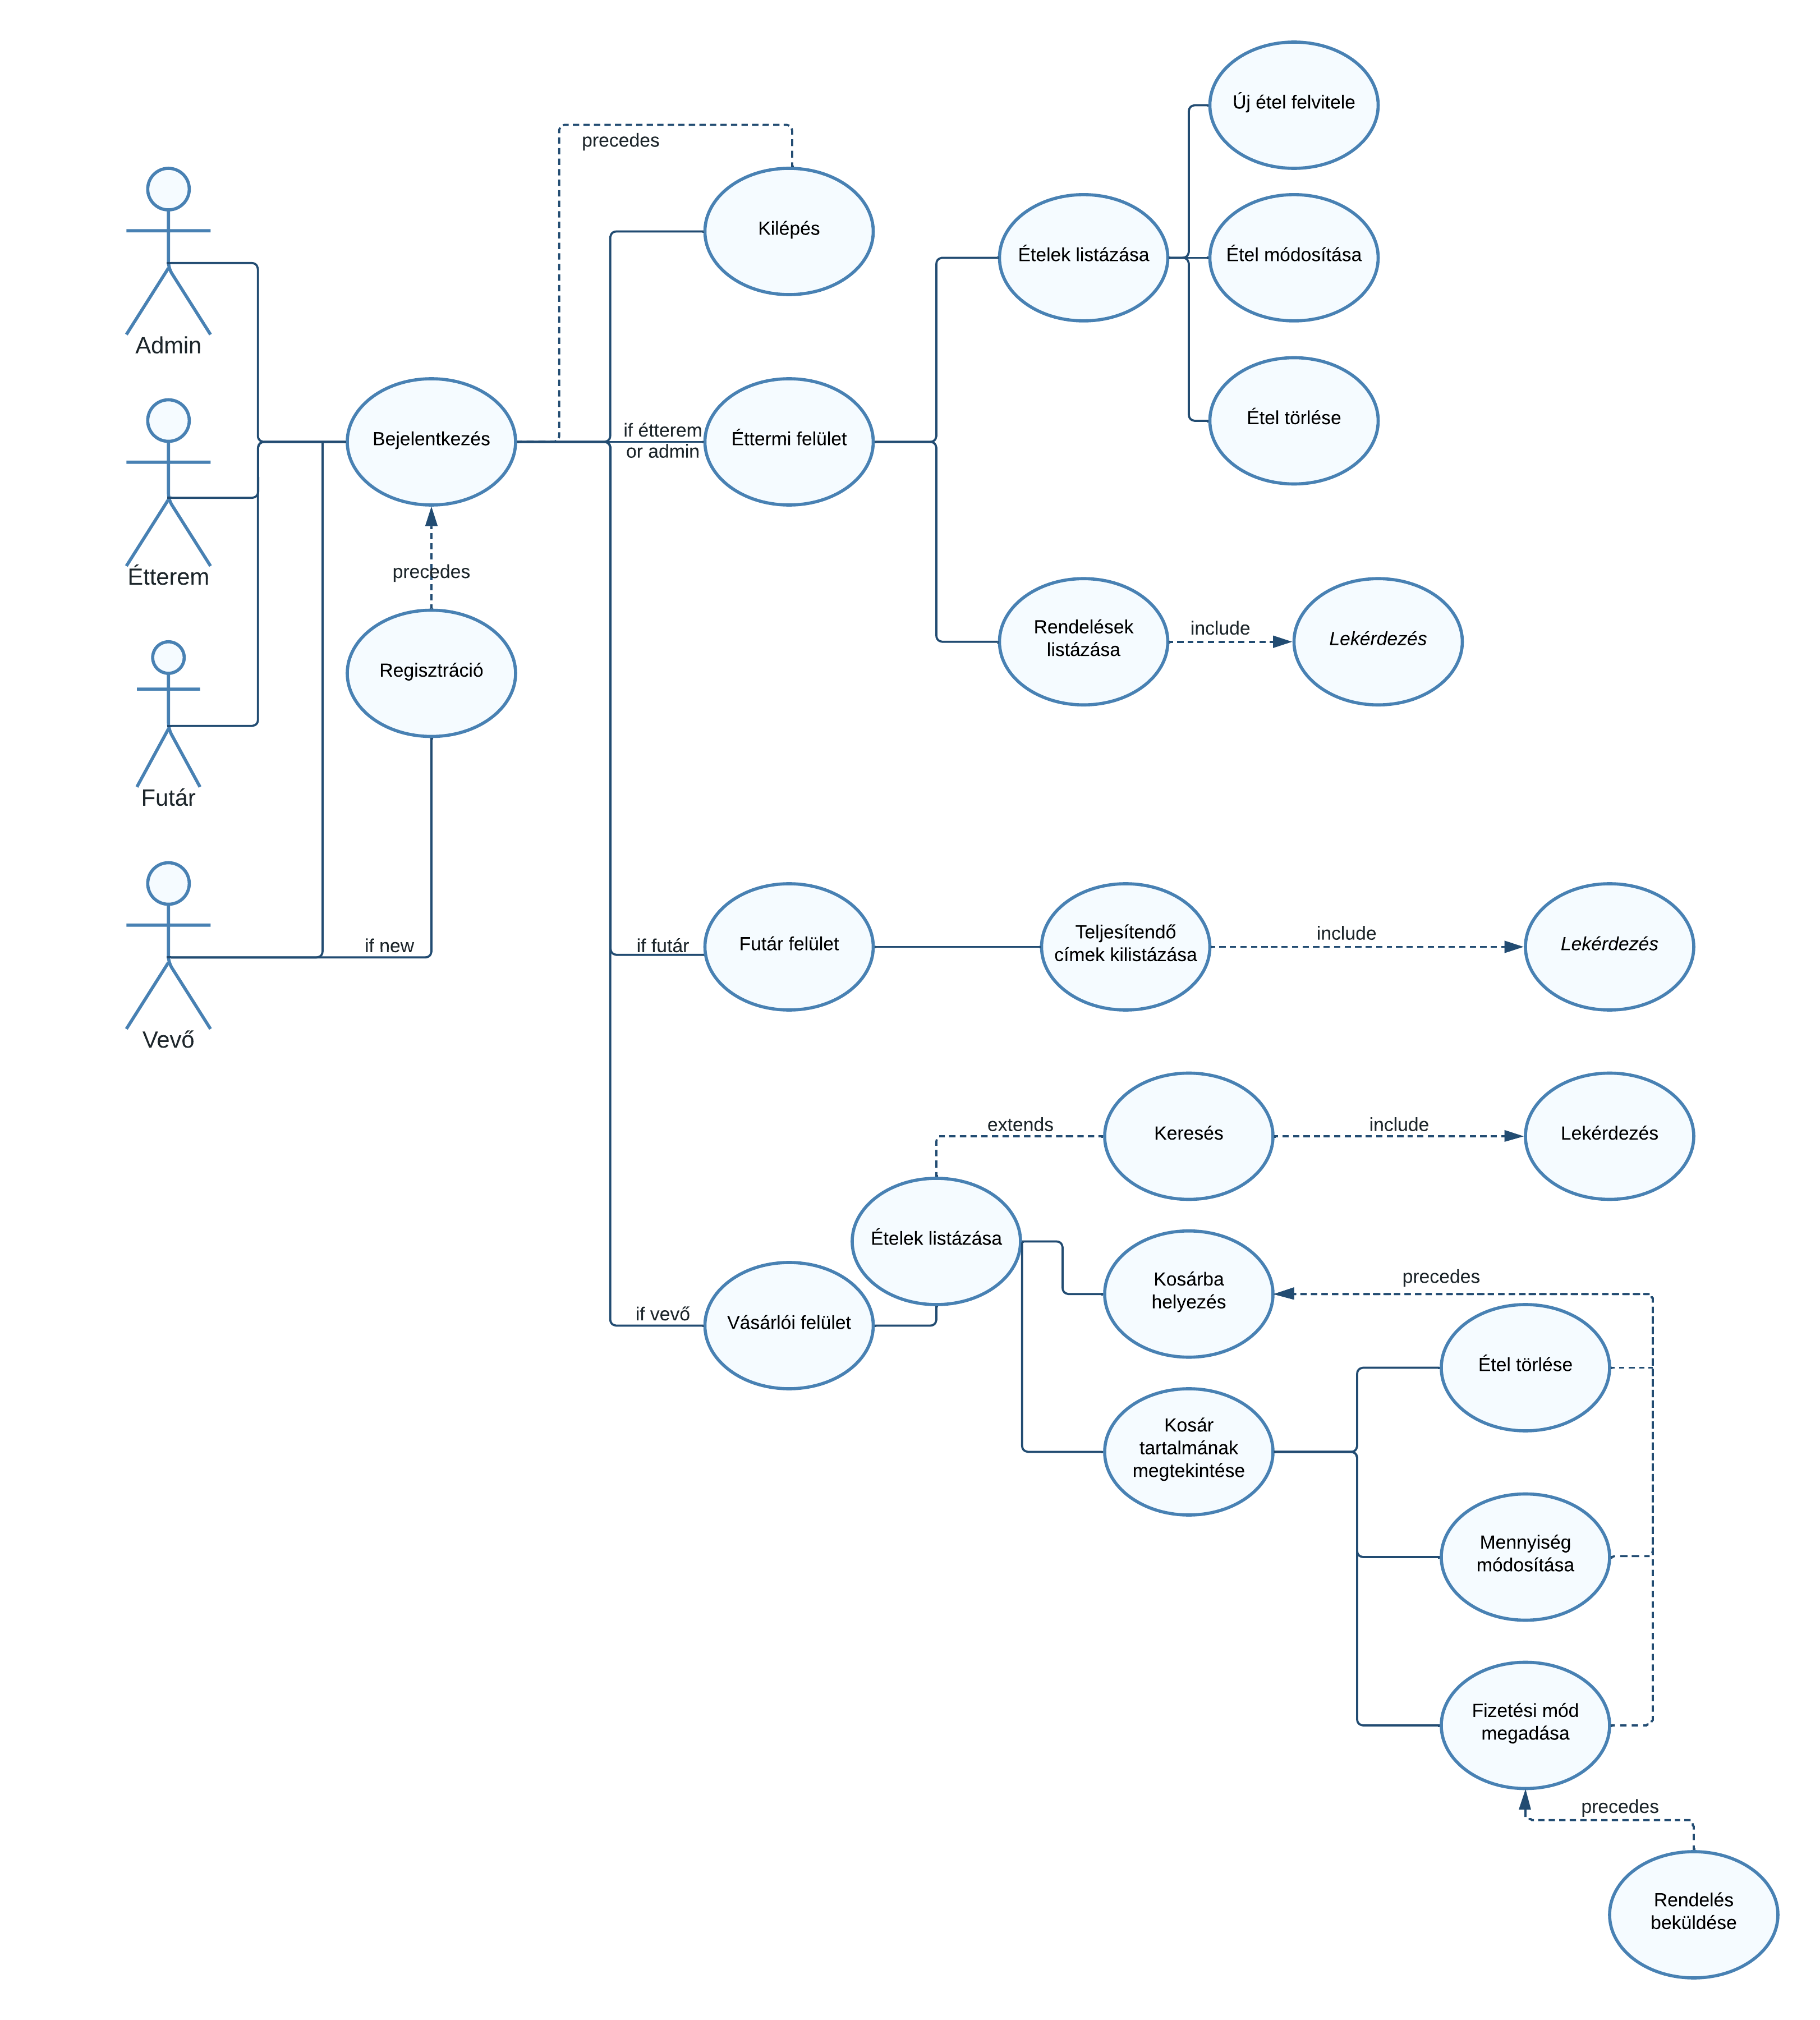 Új étel felvitele
precedes
Kilépés
Ételek listázása
Étel módosítása
Admin
Étel törlése
Bejelentkezés
if étterem
or admin
Éttermi felület
precedes
Étterem
Regisztráció
Rendelések
listázása
include
Lekérdezés
Futár
if new
if futár
Futár felület
Teljesítendő
címek kilistázása
include
Lekérdezés
Vevő
extends
Keresés
include
Lekérdezés
Ételek listázása
Kosárba
helyezés
precedes
if vevő
Vásárlói felület
Étel törlése
Kosár
tartalmának
megtekintése
Mennyiség
módosítása
Fizetési mód
megadása
precedes
Rendelés
beküldése